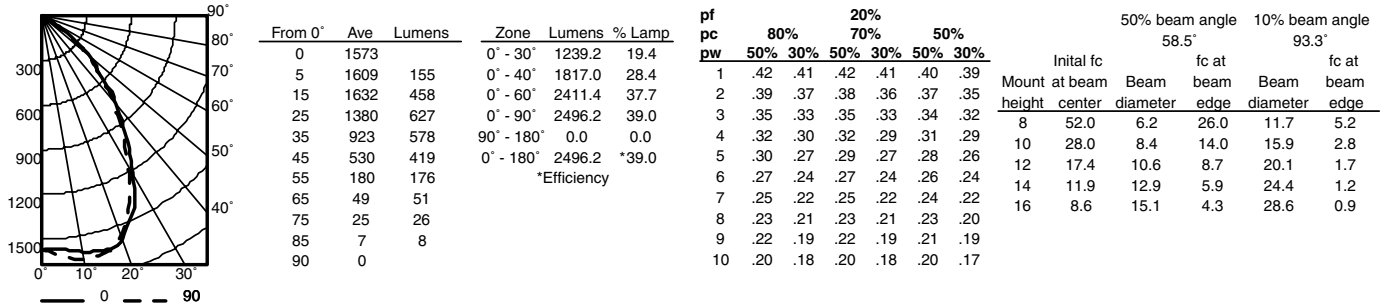 90˚
80˚
70˚
60˚
50˚
40˚
300
600
900
1200
1500
0˚ 10˚ 20˚ 30˚
0 90
From 0˚ Ave Lumens
0 1573
5 1609 155
15 1632 458
25 1380 627
35 923 578
45 530 419
55 180 176
65 49 51
75 25 26
85 7 8
90 0
Zone Lumens % Lamp
0˚ - 30˚ 1239.2 19.4
0˚ - 40˚ 1817.0 28.4
0˚ - 60˚ 2411.4 37.7
0˚ - 90˚ 2496.2 39.0
90˚ - 180˚ 0.0 0.0
0˚ - 180˚ 2496.2 *39.0
*Efficiency
pf 20%
pc 80% 70% 50%
pw 50% 30% 50% 30% 50% 30%
1 .42 .41 .42 .41 .40 .39
2 .39 .37 .38 .36 .37 .35
3 .35 .33 .35 .33 .34 .32
4 .32 .30 .32 .29 .31 .29
5 .30 .27 .29 .27 .28 .26
6 .27 .24 .27 .24 .26 .24
7 .25 .22 .25 .22 .24 .22
8 .23 .21 .23 .21 .23 .20
9 .22 .19 .22 .19 .21 .19
10 .20 .18 .20 .18 .20 .17
50% beam angle 10% beam angle
58.5˚ 93.3˚
Inital fc fc at fc at
Mount at beam Beam beam Beam beam
height center diameter edge diameter edge
8 52.0 6.2 26.0 11.7 5.2
10 28.0 8.4 14.0 15.9 2.8
12 17.4 10.6 8.7 20.1 1.7
14 11.9 12.9 5.9 24.4 1.2
16 8.6 15.1 4.3 28.6 0.9